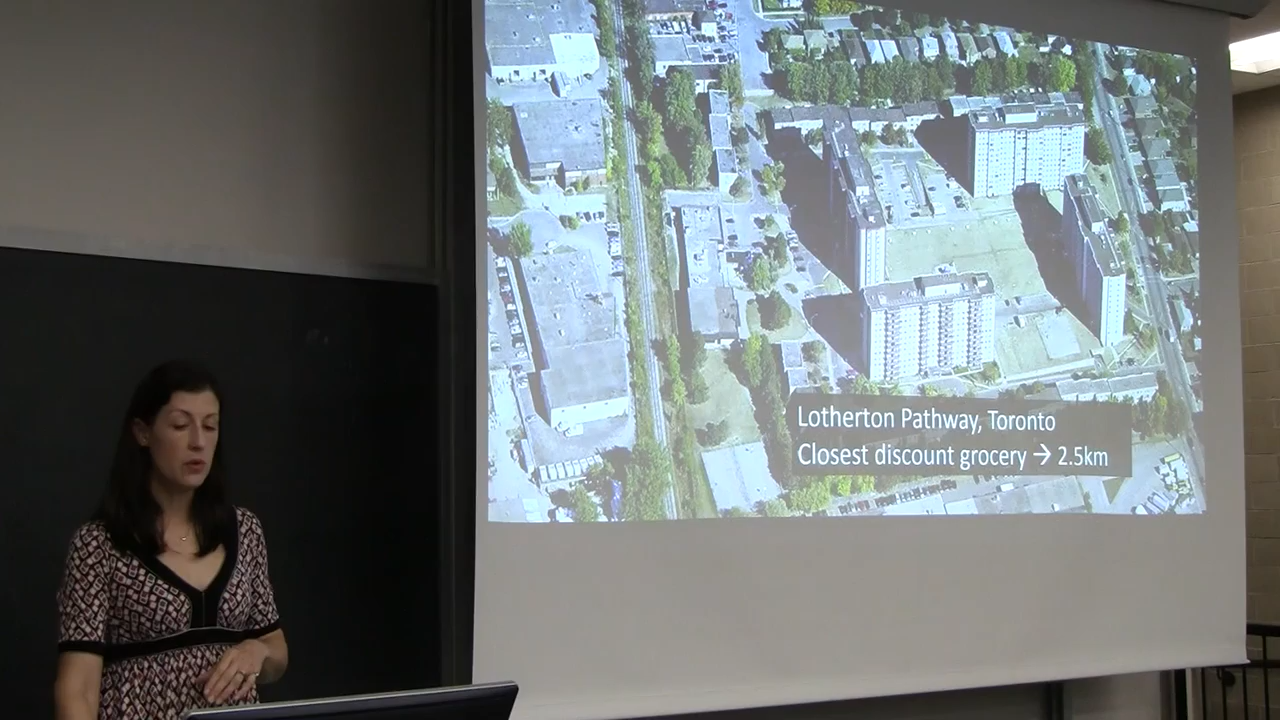 Lotherton Pathway, Toronto
Closest discount grocery → 2.5km